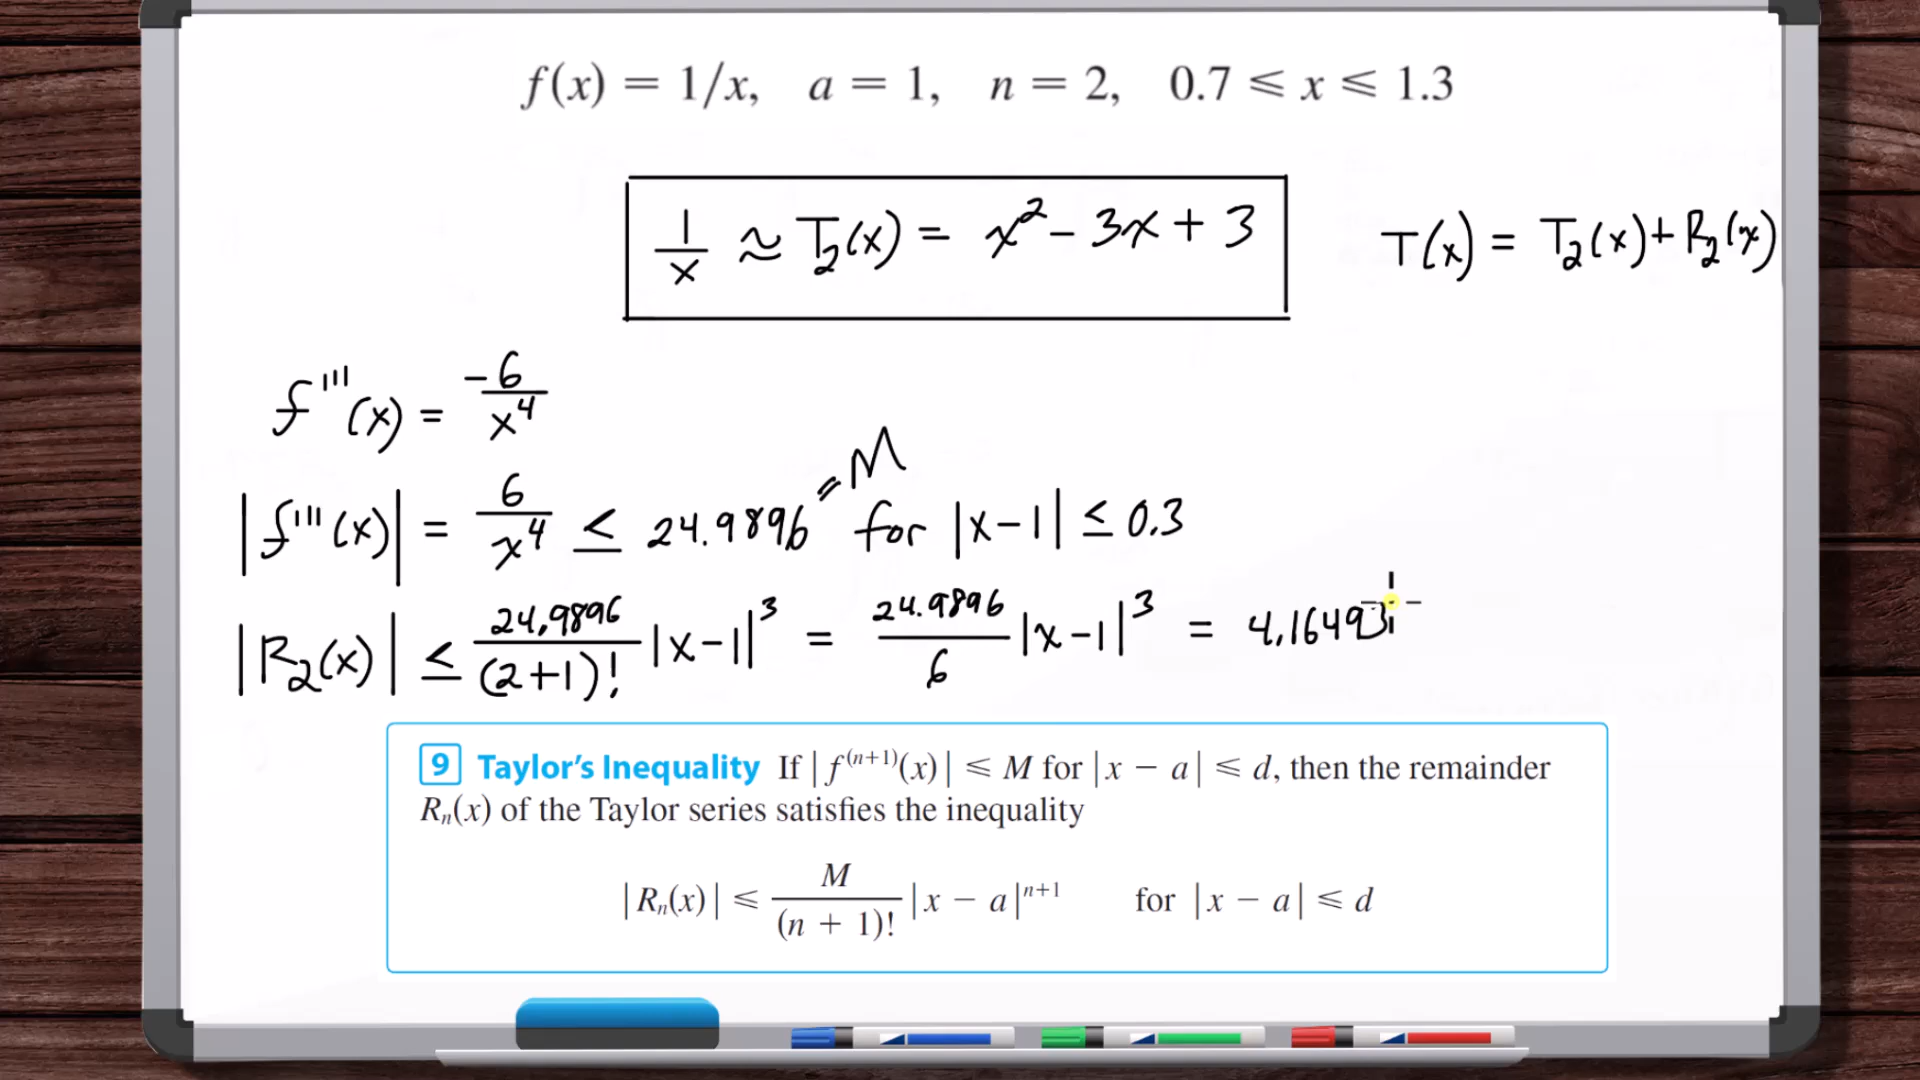 f(x) = 1/x, a = 1, n = 2, 0.7 ⩽ x ⩽ 1.3
1/x ≈ T₂(x) = x² − 3x + 3
T(x) = T₂(x) + R₂(x)
f'''(x) = −6/x⁴
|f'''(x)| = 6/x⁴ ≤ 24.9896 = M for |x−1| ≤ 0.3
|R₂(x)| ≤ 24.9896/(2+1)! |x−1|³ = 24.9896/6 |x−1|³ = 4.1649
9 Taylor's Inequality If |f⁽ⁿ⁺¹⁾(x)| ⩽ M for |x − a| ⩽ d, then the remainder
Rₙ(x) of the Taylor series satisfies the inequality
|Rₙ(x)| ⩽ M/(n + 1)! |x − a|ⁿ⁺¹ for |x − a| ⩽ d